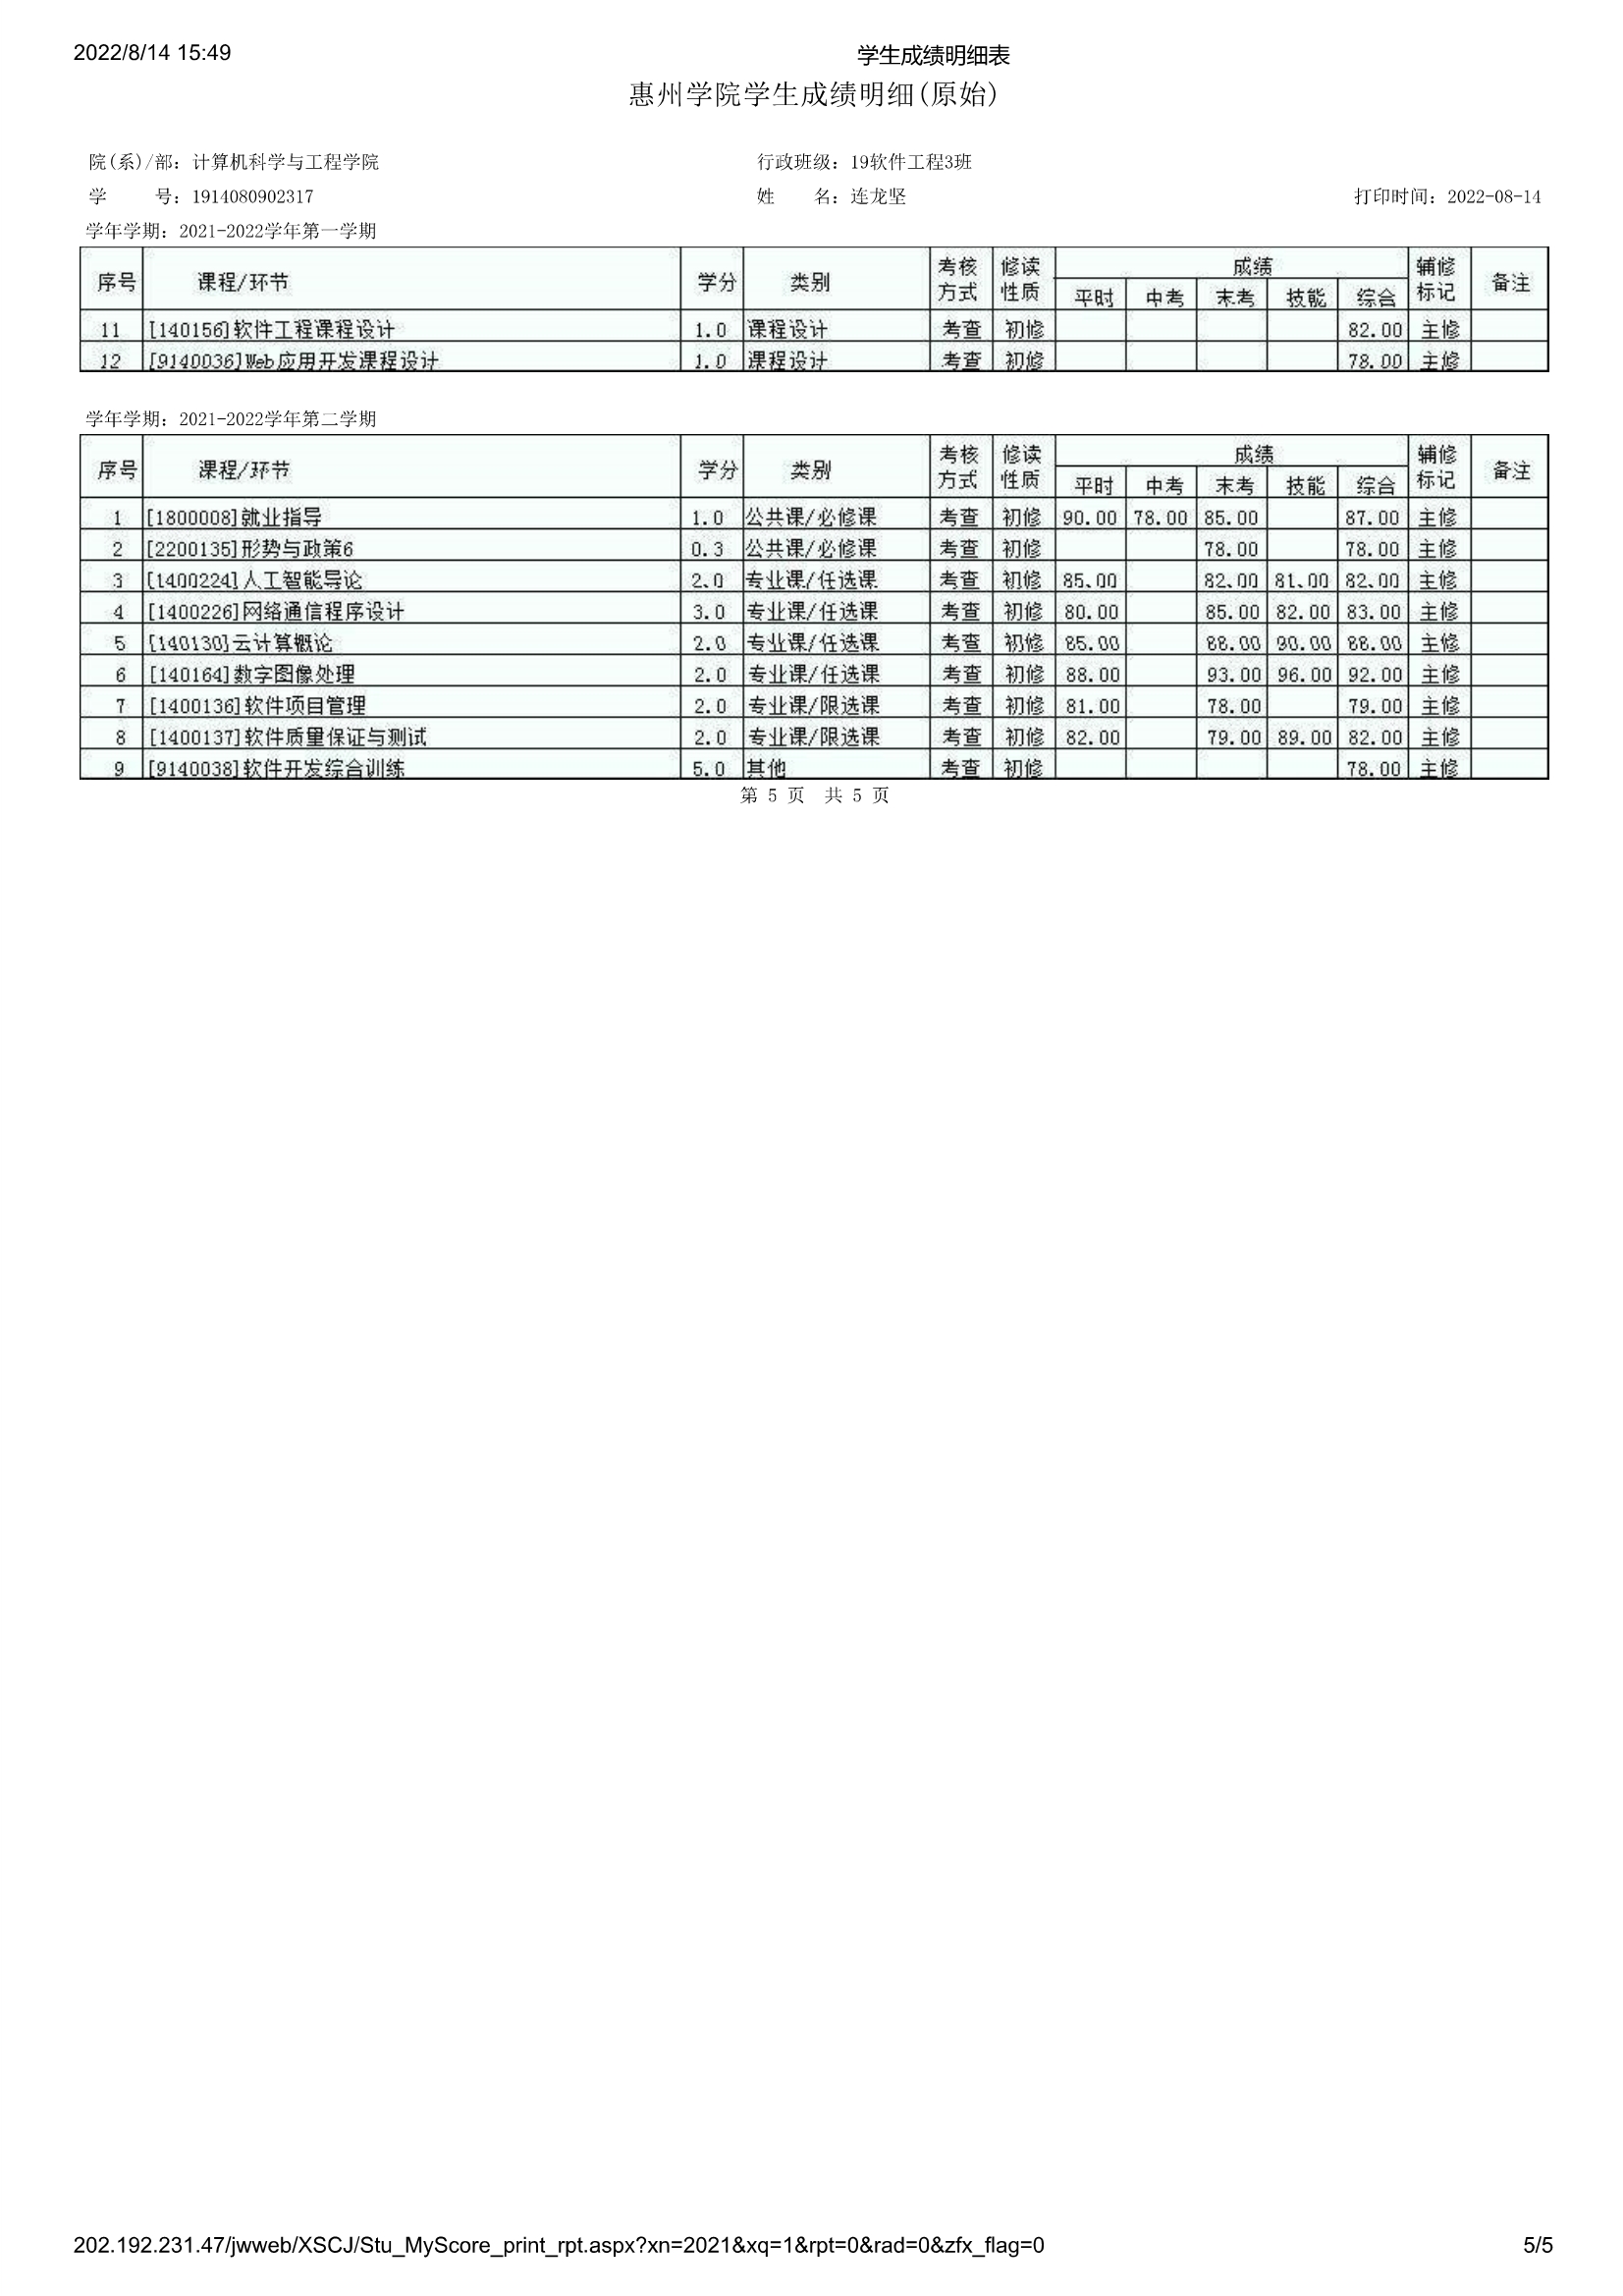 2022/8/14 15:49 学生成绩明细表
惠州学院学生成绩明细(原始)
院(系)/部: 计算机科学与工程学院 行政班级: 19软件工程3班
学 号: 1914080902317 姓 名: 连龙坚 打印时间: 2022-08-14
学年学期: 2021-2022学年第一学期
序号 课程/环节 学分 类别 考核方式 修读性质 成绩 辅修标记 备注
平时 中考 末考 技能 综合
11 [140156]软件工程课程设计 1.0 课程设计 考查 初修 82.00 主修
12 [9140036]Web应用开发课程设计 1.0 课程设计 考查 初修 78.00 主修
学年学期: 2021-2022学年第二学期
序号 课程/环节 学分 类别 考核方式 修读性质 成绩 辅修标记 备注
平时 中考 末考 技能 综合
1 [1800008]就业指导 1.0 公共课/必修课 考查 初修 90.00 78.00 85.00 87.00 主修
2 [2200135]形势与政策6 0.3 公共课/必修课 考查 初修 78.00 78.00 主修
3 [1400224]人工智能导论 2.0 专业课/任选课 考查 初修 85.00 82.00 81.00 82.00 主修
4 [1400226]网络通信程序设计 3.0 专业课/任选课 考查 初修 80.00 85.00 82.00 83.00 主修
5 [140130]云计算概论 2.0 专业课/任选课 考查 初修 85.00 88.00 90.00 88.00 主修
6 [140164]数字图像处理 2.0 专业课/任选课 考查 初修 88.00 93.00 96.00 92.00 主修
7 [1400136]软件项目管理 2.0 专业课/限选课 考查 初修 81.00 78.00 79.00 主修
8 [1400137]软件质量保证与测试 2.0 专业课/限选课 考查 初修 82.00 79.00 89.00 82.00 主修
9 [9140038]软件开发综合训练 5.0 其他 考查 初修 78.00 主修
第 5 页 共 5 页
202.192.231.47/jwweb/XSCJ/Stu_MyScore_print_rpt.aspx?xn=2021&xq=1&rpt=0&rad=0&zfx_flag=0 5/5